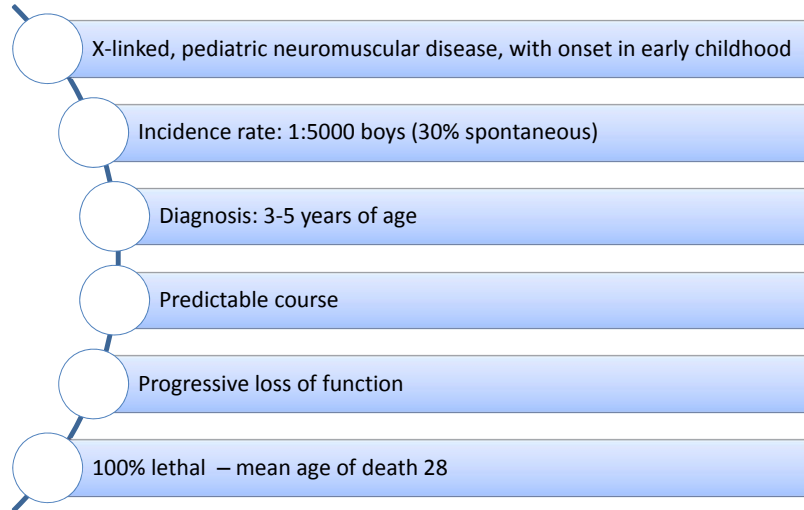 X-linked, pediatric neuromuscular disease, with onset in early childhood
Incidence rate: 1:5000 boys (30% spontaneous)
Diagnosis: 3-5 years of age
Predictable course
Progressive loss of function
100% lethal – mean age of death 28